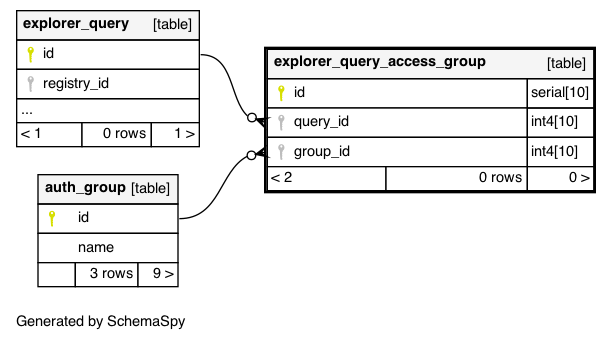 explorer_query [table]
id
registry_id
...
< 1 0 rows 1 >
explorer_query_access_group [table]
id serial[10]
query_id int4[10]
group_id int4[10]
< 2 0 rows 0 >
auth_group [table]
id
name
3 rows 9 >
Generated by SchemaSpy